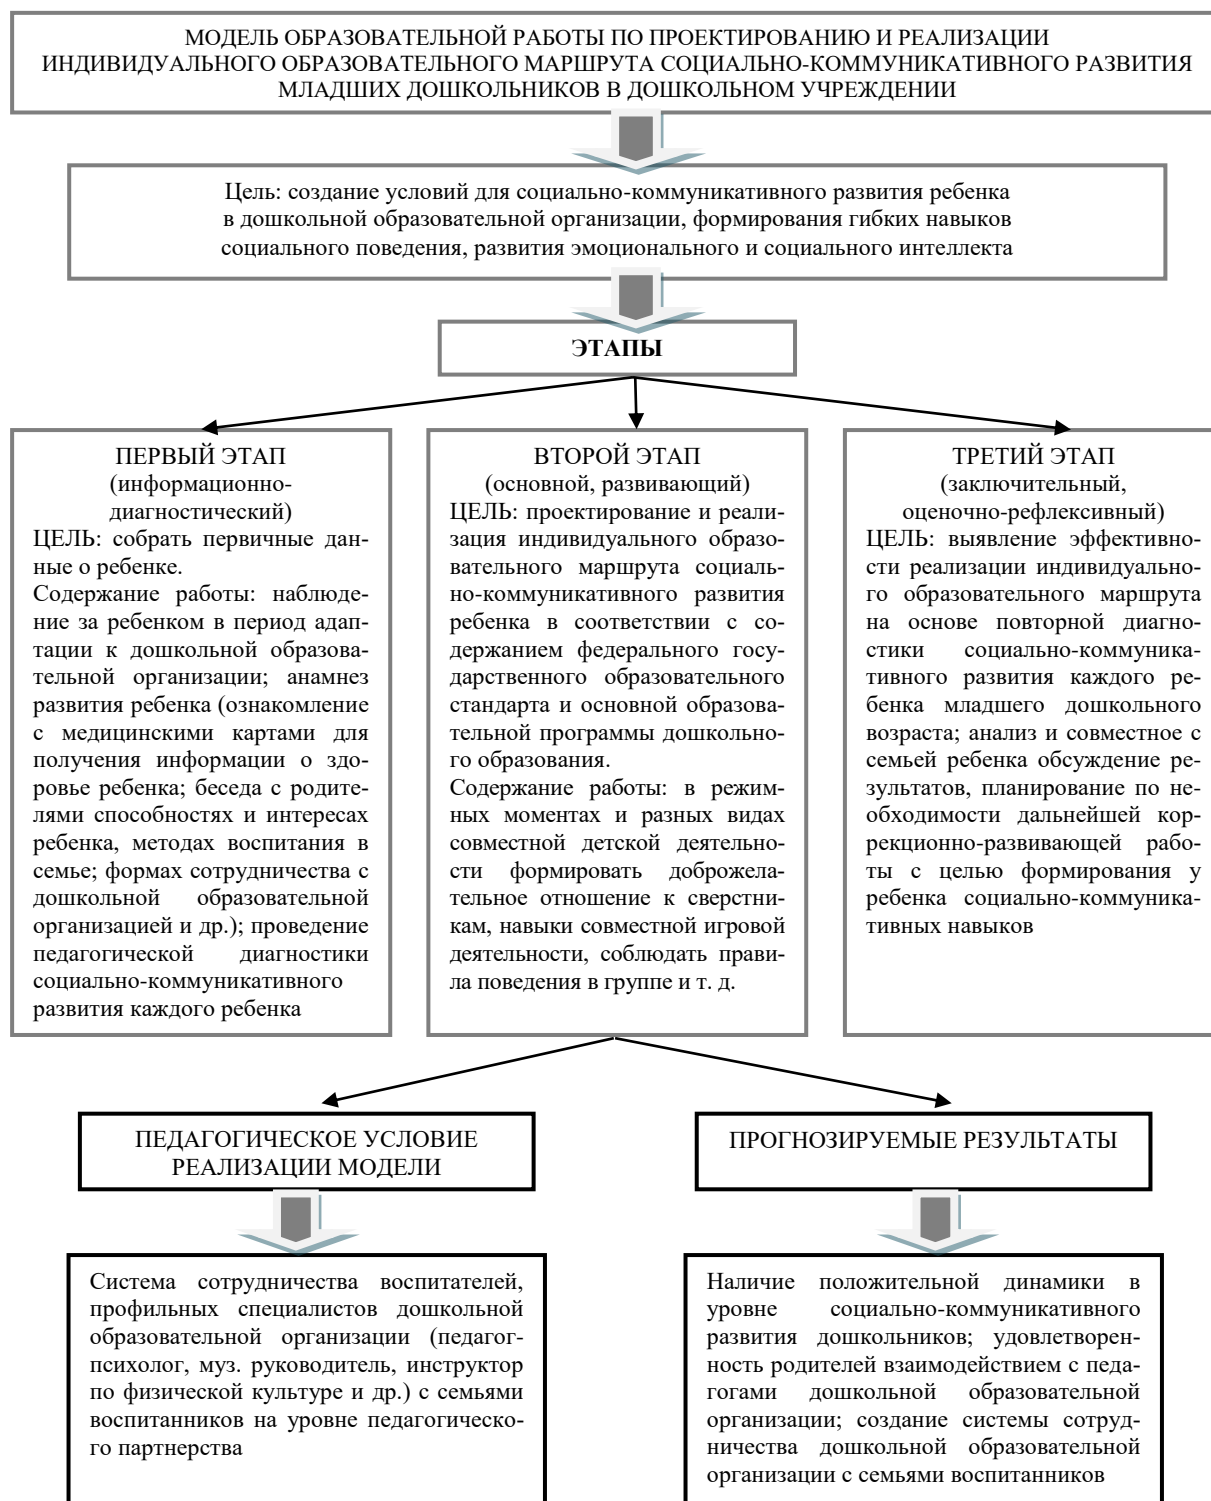 МОДЕЛЬ ОБРАЗОВАТЕЛЬНОЙ РАБОТЫ ПО ПРОЕКТИРОВАНИЮ И РЕАЛИЗАЦИИ
ИНДИВИДУАЛЬНОГО ОБРАЗОВАТЕЛЬНОГО МАРШРУТА СОЦИАЛЬНО-КОММУНИКАТИВНОГО РАЗВИТИЯ
МЛАДШИХ ДОШКОЛЬНИКОВ В ДОШКОЛЬНОМ УЧРЕЖДЕНИИ
Цель: создание условий для социально-коммуникативного развития ребенка
в дошкольной образовательной организации, формирования гибких навыков
социального поведения, развития эмоционального и социального интеллекта
ЭТАПЫ
ПЕРВЫЙ ЭТАП
(информационно-
диагностический)
ЦЕЛЬ: собрать первичные дан-
ные о ребенке.
Содержание работы: наблюде-
ние за ребенком в период адап-
тации к дошкольной образова-
тельной организации; анамнез
развития ребенка (ознакомление
с медицинскими картами для
получения информации о здо-
ровье ребенка; беседа с родите-
лями способностях и интересах
ребенка, методах воспитания в
семье; формах сотрудничества с
дошкольной образовательной
организацией и др.); проведение
педагогической диагностики
социально-коммуникативного
развития каждого ребенка
ВТОРОЙ ЭТАП
(основной, развивающий)
ЦЕЛЬ: проектирование и реали-
зация индивидуального образо-
вательного маршрута социаль-
но-коммуникативного развития
ребенка в соответствии с со-
держанием федерального госу-
дарственного образовательного
стандарта и основной образова-
тельной программы дошкольно-
го образования.
Содержание работы: в режим-
ных моментах и разных видах
совместной детской деятельно-
сти формировать доброжела-
тельное отношение к сверстни-
кам, навыки совместной игровой
деятельности, соблюдать прави-
ла поведения в группе и т. д.
ТРЕТИЙ ЭТАП
(заключительный,
оценочно-рефлексивный)
ЦЕЛЬ: выявление эффективно-
сти реализации индивидуально-
го образовательного маршрута
на основе повторной диагно-
стики социально-коммуника-
тивного развития каждого ре-
бенка младшего дошкольного
возраста; анализ и совместное с
семьей ребенка обсуждение ре-
зультатов, планирование по не-
обходимости дальнейшей кор-
рекционно-развивающей рабо-
ты с целью формирования у
ребенка социально-коммуника-
тивных навыков
ПЕДАГОГИЧЕСКОЕ УСЛОВИЕ
РЕАЛИЗАЦИИ МОДЕЛИ
ПРОГНОЗИРУЕМЫЕ РЕЗУЛЬТАТЫ
Система сотрудничества воспитателей,
профильных специалистов дошкольной
образовательной организации (педагог-
психолог, муз. руководитель, инструктор
по физической культуре и др.) с семьями
воспитанников на уровне педагогическо-
го партнерства
Наличие положительной динамики в
уровне социально-коммуникативного
развития дошкольников; удовлетворен-
ность родителей взаимодействием с педа-
гогами дошкольной образовательной
организации; создание системы сотруд-
ничества дошкольной образовательной
организации с семьями воспитанников